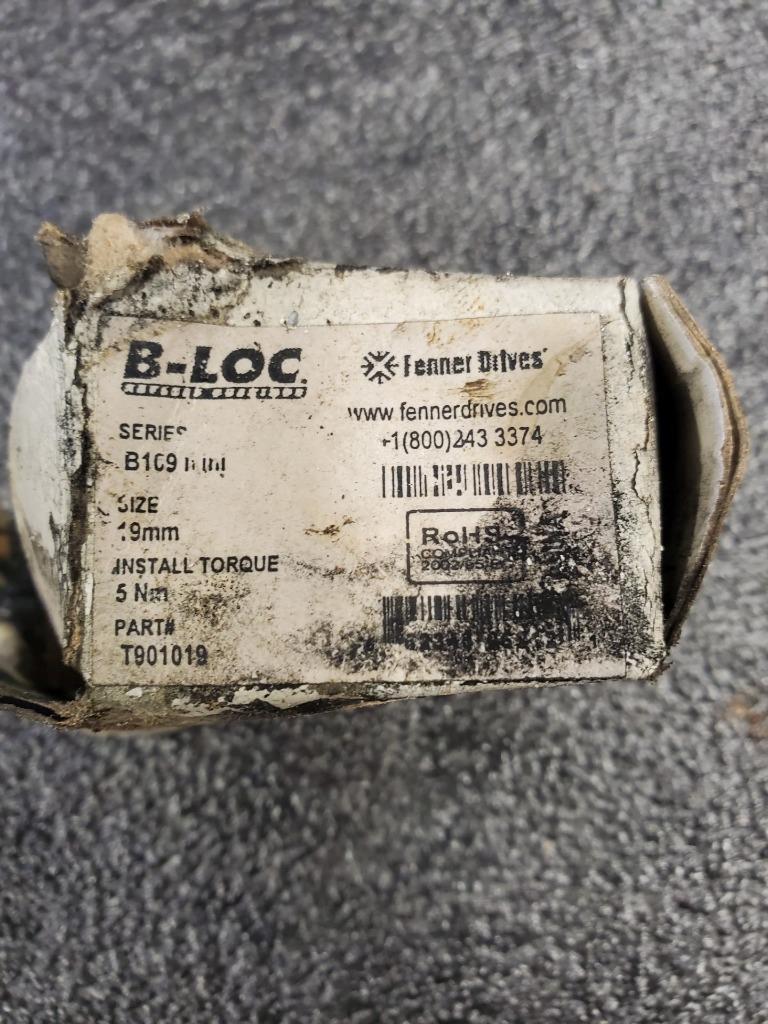 B-LOC
Fenner Drives
www.fennerdrives.com
+1(800)243 3374
SERIES
B109
SIZE
19mm
RoHS
COMPLIANT
INSTALL TORQUE
5 Nm
PART#
T901019